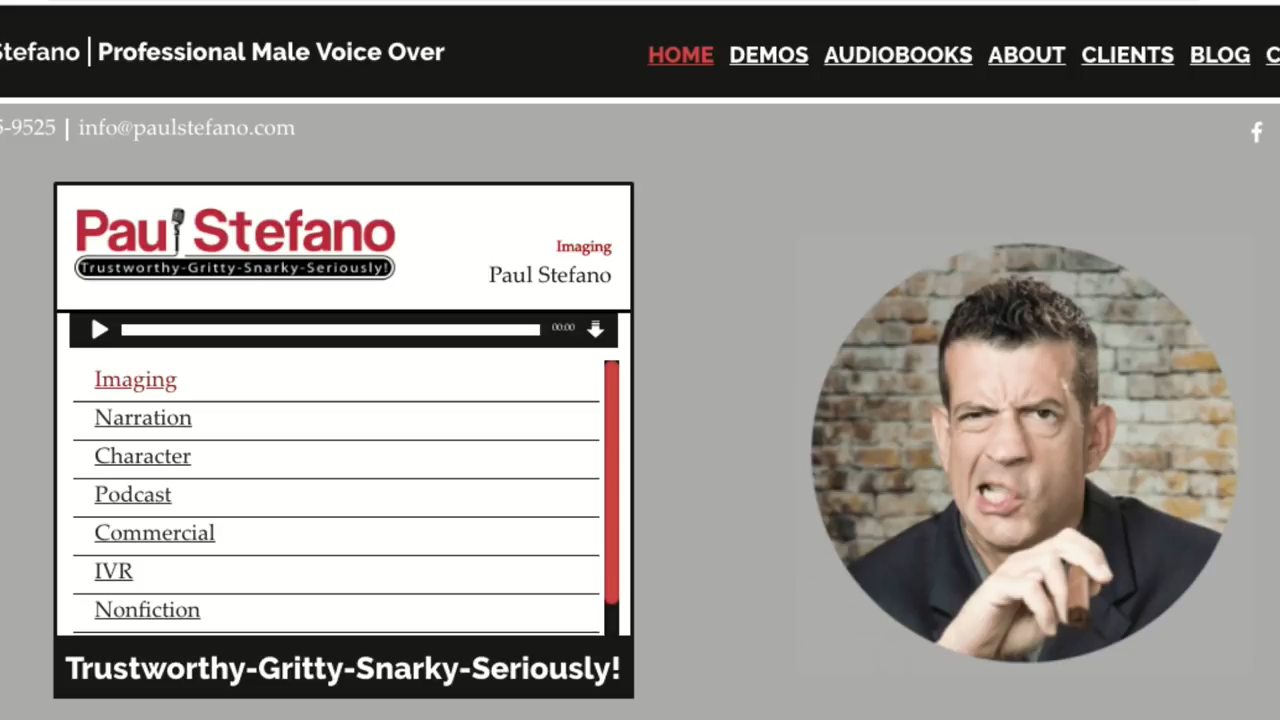 Stefano | Professional Male Voice Over
HOME DEMOS AUDIOBOOKS ABOUT CLIENTS BLOG C
5-9525 | info@paulstefano.com
Paul Stefano
Trustworthy-Gritty-Snarky-Seriously!
Imaging
Paul Stefano
00:00
Imaging
Narration
Character
Podcast
Commercial
IVR
Nonfiction
Trustworthy-Gritty-Snarky-Seriously!